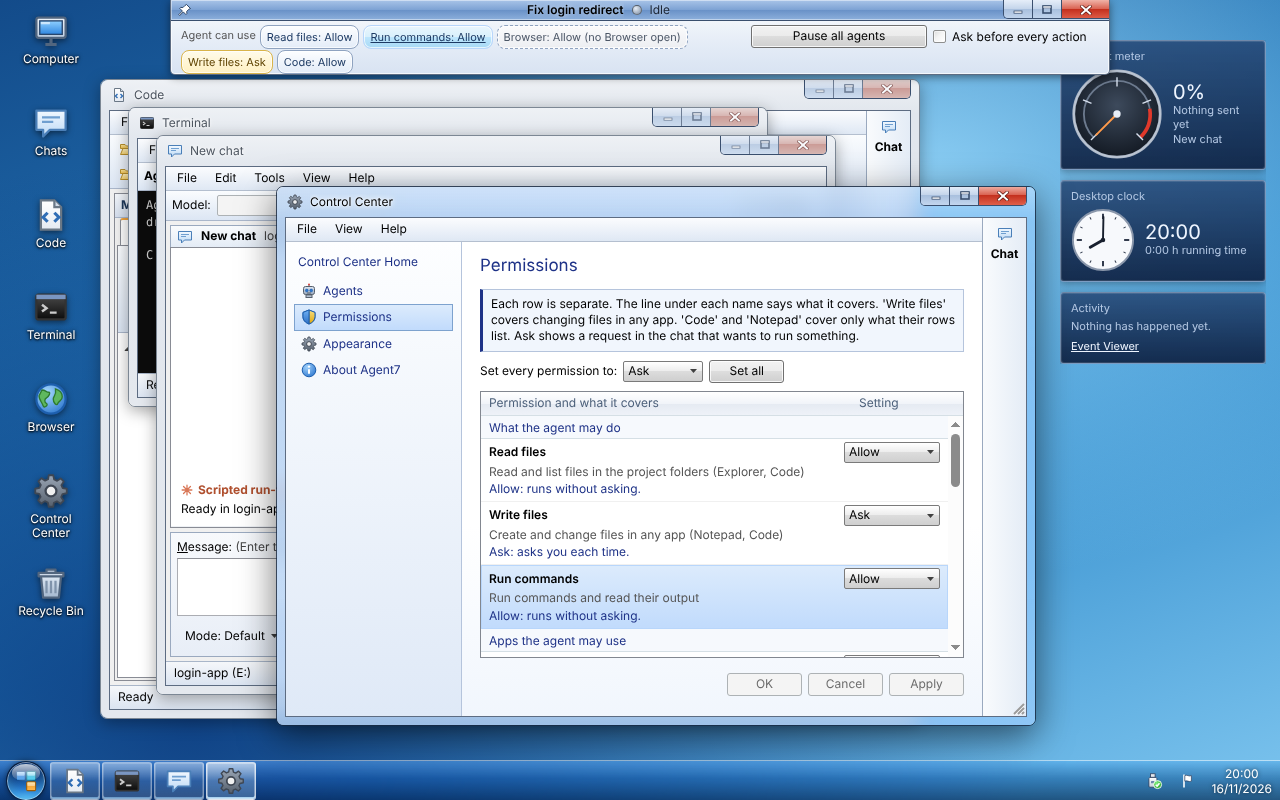 Fix login redirect
Idle
Agent can use
Read files: Allow
Run commands: Allow
Browser: Allow (no Browser open)
Write files: Ask
Code: Allow
Pause all agents
Ask before every action
Computer
Chats
Code
Terminal
Browser
Control
Center
Recycle Bin
meter
0%
Nothing sent
yet
New chat
Desktop clock
20:00
0:00 h running time
Activity
Nothing has happened yet.
Event Viewer
Code
Chat
Ready
Terminal
New chat
File
Edit
Tools
View
Help
Model:
New chat
Scripted run-
Ready in login-ap
Message: (Enter t
Mode: Default
login-app (E:)
Control Center
File
View
Help
Chat
Control Center Home
Agents
Permissions
Appearance
About Agent7
Permissions
Each row is separate. The line under each name says what it covers. 'Write files'
covers changing files in any app. 'Code' and 'Notepad' cover only what their rows
list. Ask shows a request in the chat that wants to run something.
Set every permission to:
Ask
Set all
Permission and what it covers
Setting
What the agent may do
Read files
Allow
Read and list files in the project folders (Explorer, Code)
Allow: runs without asking.
Write files
Ask
Create and change files in any app (Notepad, Code)
Ask: asks you each time.
Run commands
Allow
Run commands and read their output
Allow: runs without asking.
Apps the agent may use
OK
Cancel
Apply
20:00
16/11/2026